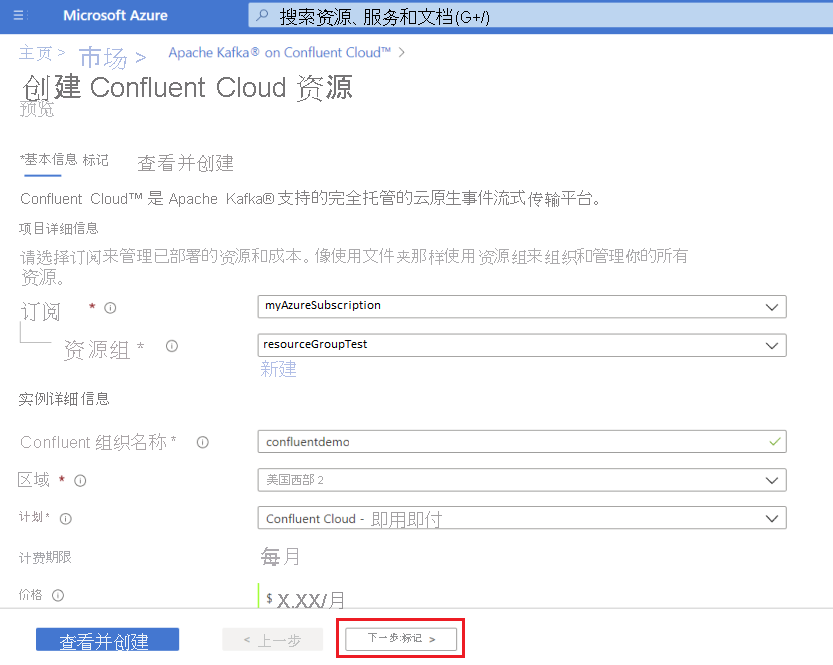 Microsoft Azure
搜索资源、服务和文档(G+/)
主页 > 市场 > Apache Kafka® on Confluent Cloud™ >
创建 Confluent Cloud 资源
预览
*基本信息 标记 查看并创建
Confluent Cloud™ 是 Apache Kafka® 支持的完全托管的云原生事件流式传输平台。
项目详细信息
请选择订阅来管理已部署的资源和成本。像使用文件夹那样使用资源组来组织和管理你的所有
资源。
订阅 * myAzureSubscription
资源组 * resourceGroupTest
新建
实例详细信息
Confluent 组织名称 * confluentdemo
区域 * 美国西部 2
计划 * Confluent Cloud - 即用即付
计费期限 每月
价格 $ X.XX/月
查看并创建 < 上一步 下一步:标记 >